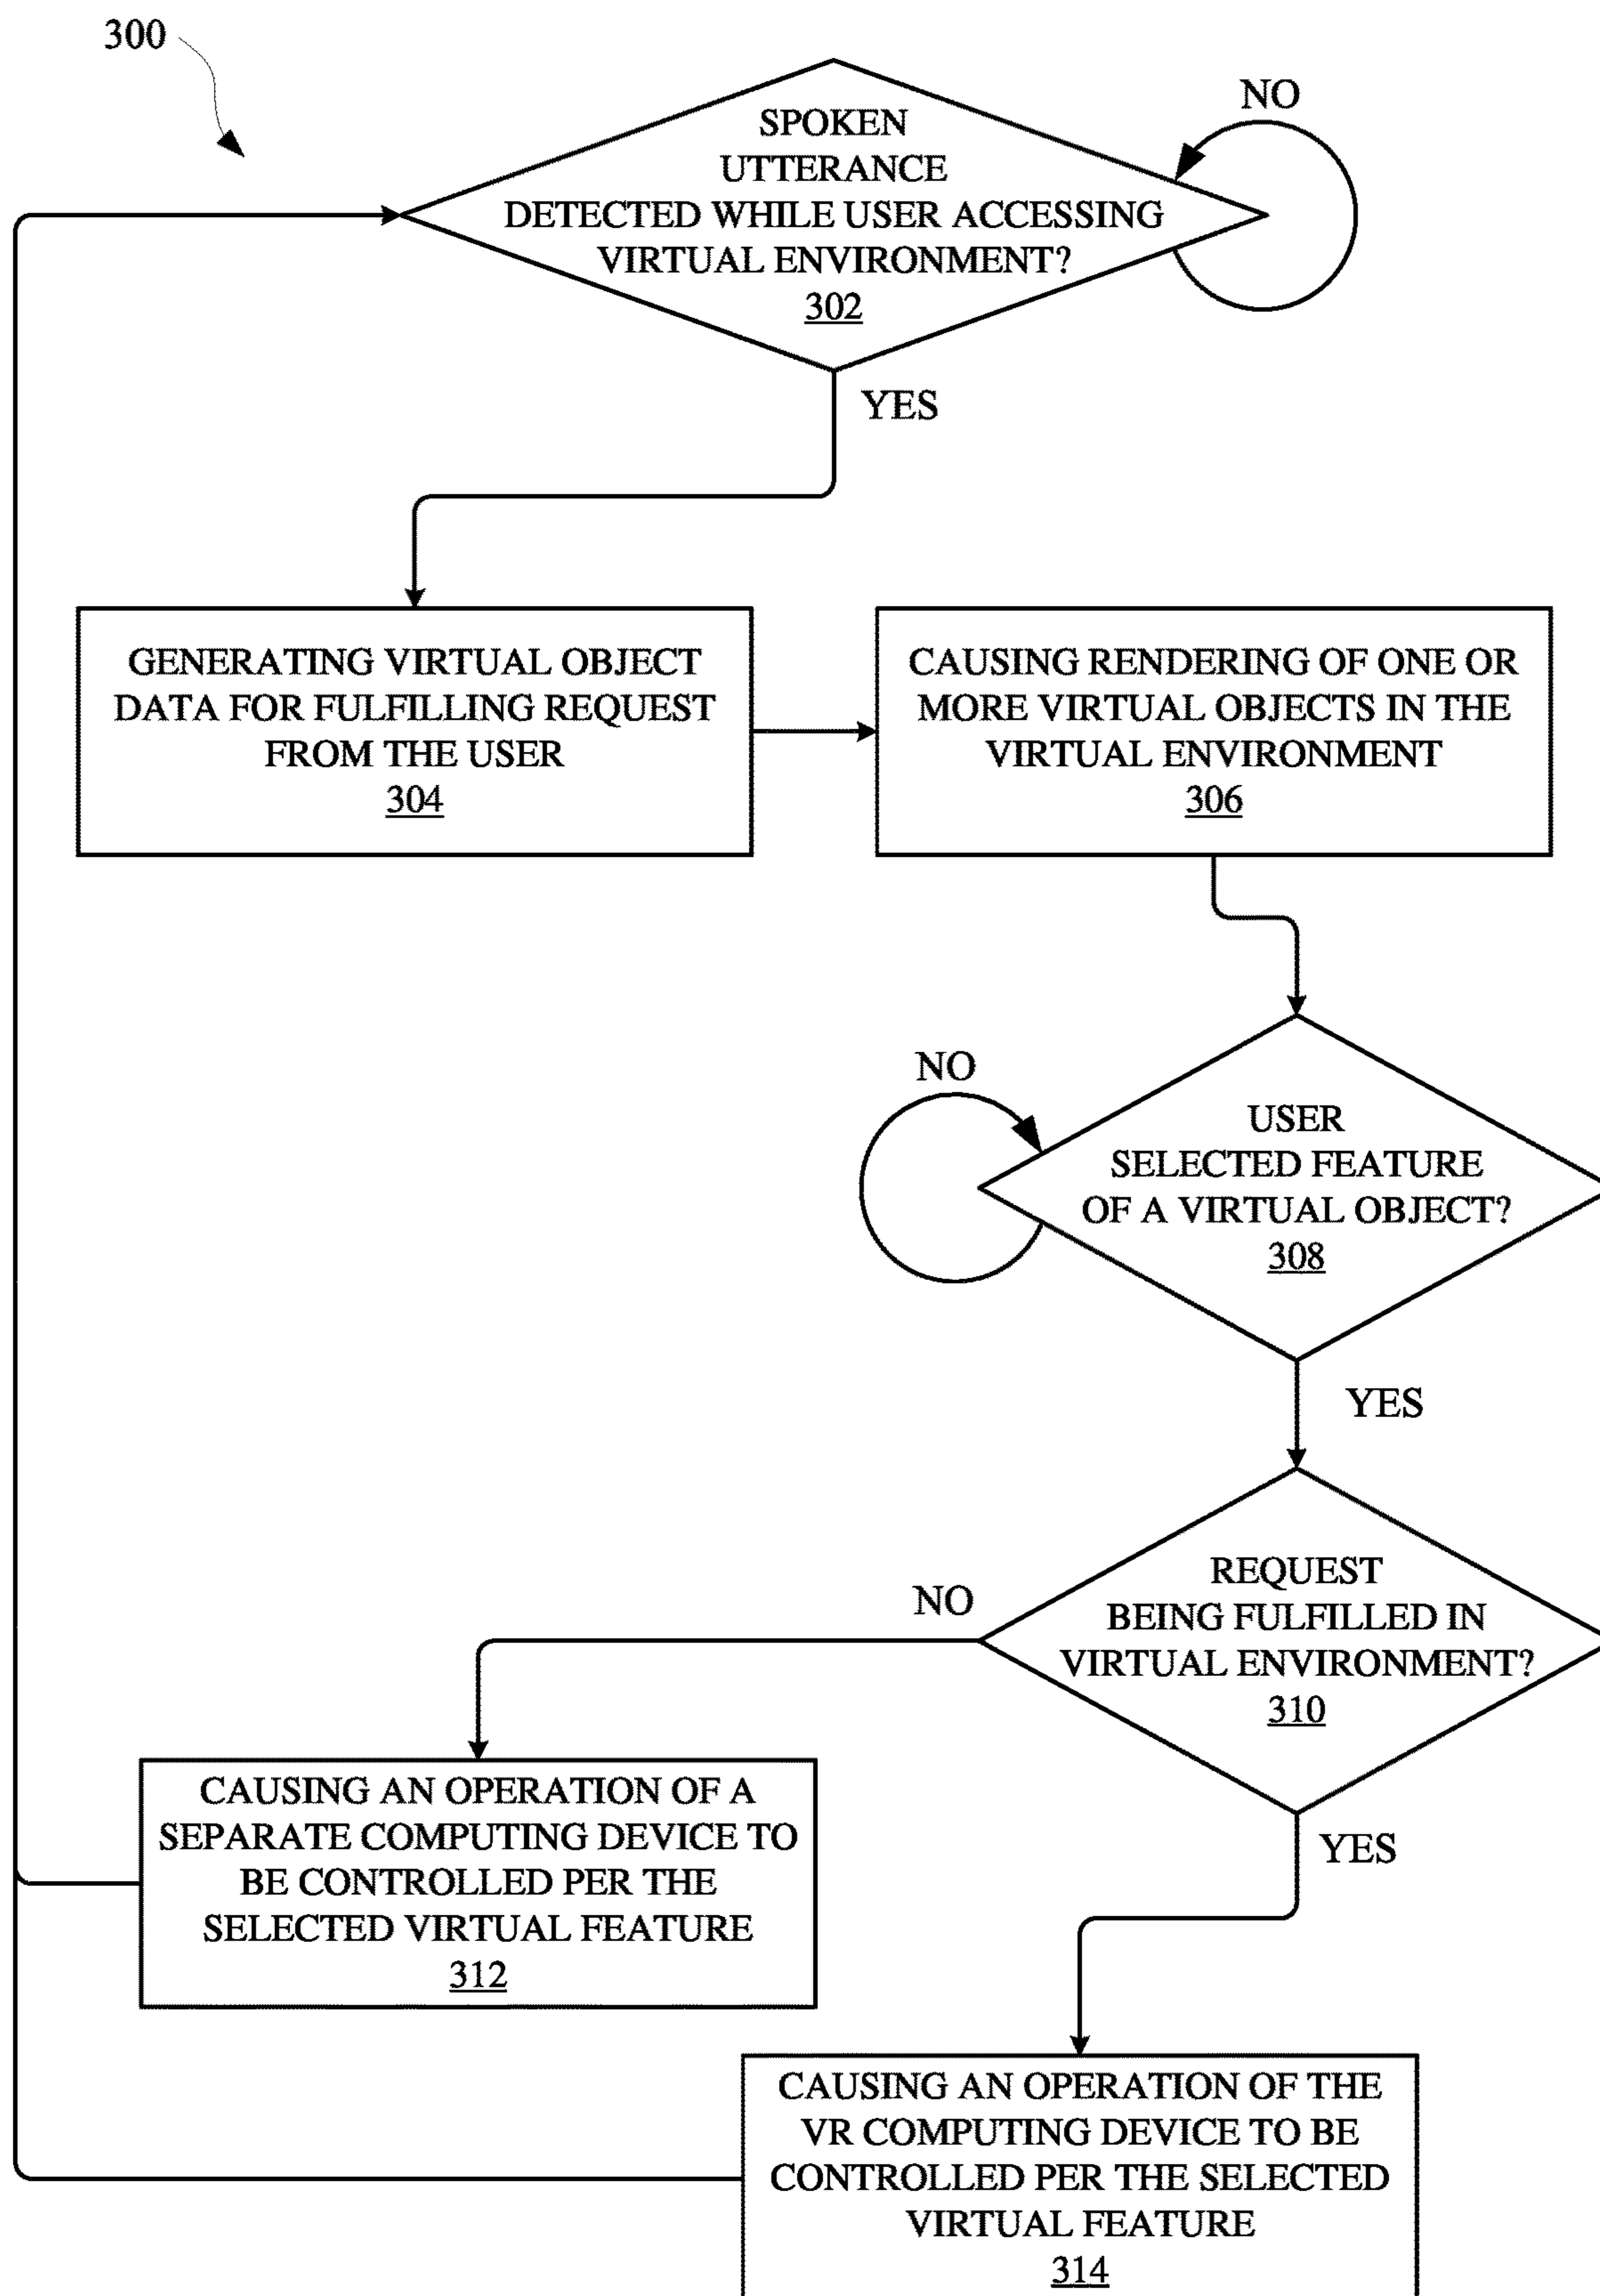 300
SPOKEN
UTTERANCE
DETECTED WHILE USER ACCESSING
VIRTUAL ENVIRONMENT?
302
NO
YES
GENERATING VIRTUAL OBJECT
DATA FOR FULFILLING REQUEST
FROM THE USER
304
CAUSING RENDERING OF ONE OR
MORE VIRTUAL OBJECTS IN THE
VIRTUAL ENVIRONMENT
306
NO
USER
SELECTED FEATURE
OF A VIRTUAL OBJECT?
308
YES
REQUEST
BEING FULFILLED IN
VIRTUAL ENVIRONMENT?
310
NO
CAUSING AN OPERATION OF A
SEPARATE COMPUTING DEVICE TO
BE CONTROLLED PER THE
SELECTED VIRTUAL FEATURE
312
YES
CAUSING AN OPERATION OF THE
VR COMPUTING DEVICE TO BE
CONTROLLED PER THE SELECTED
VIRTUAL FEATURE
314